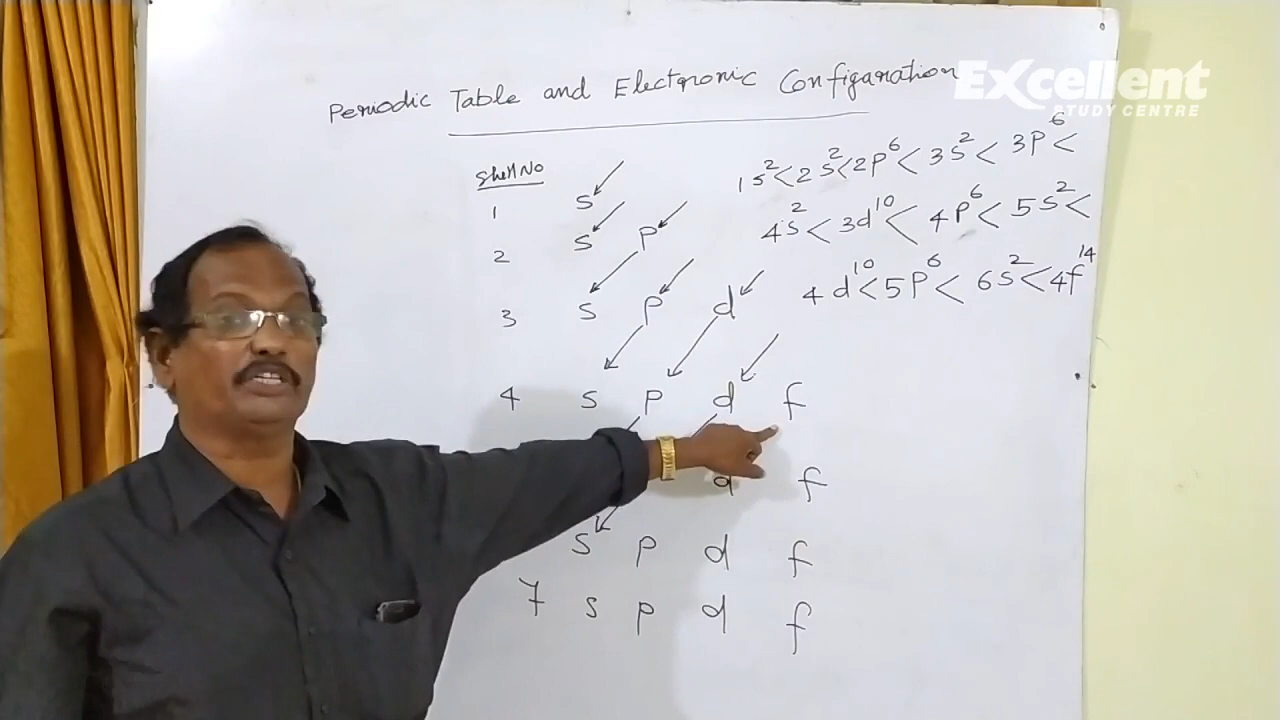 Excellent
STUDY CENTRE
Periodic Table and Electronic Configaration
Shell No
1 s
2 s p
3 s p d
4 s p d f
d f
s p d f
7 s p d f
1s²<2s²<2p⁶<3s²<3p⁶<
4s²<3d¹⁰<4p⁶<5s²<
4d¹⁰<5p⁶<6s²<4f¹⁴